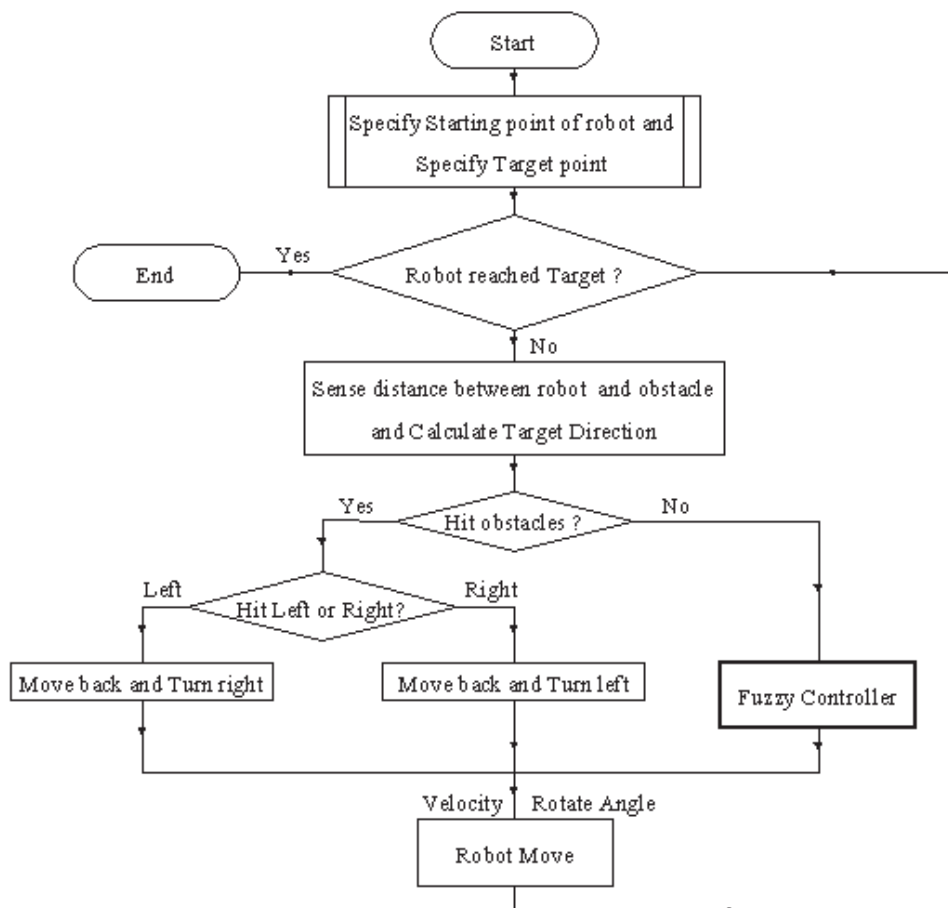 Start
Specify Starting point of robot and
Specify Target point
Yes
End
Robot reached Target ?
No
Sense distance between robot and obstacle
and Calculate Target Direction
Yes
Hit obstacles ?
No
Left
Hit Left or Right?
Right
Move back and Turn right
Move back and Turn left
Fuzzy Controller
Velocity
Rotate Angle
Robot Move